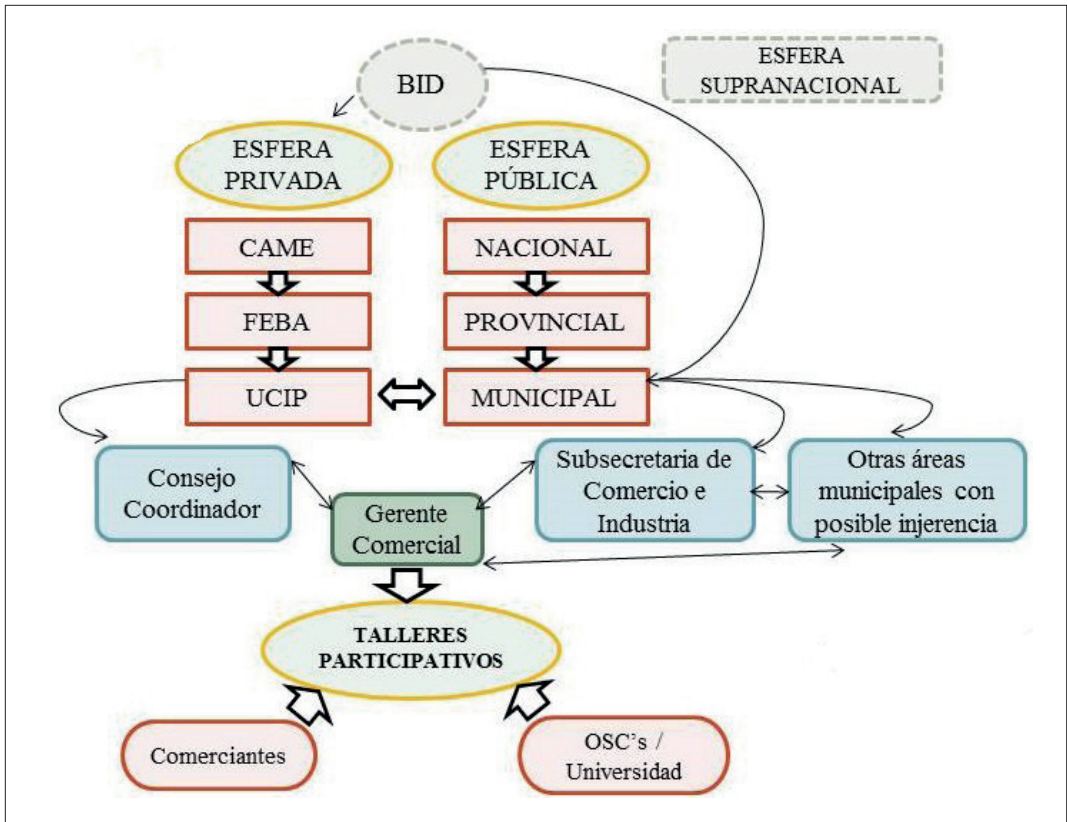 BID
ESFERA
SUPRANACIONAL
ESFERA
PRIVADA
ESFERA
PÚBLICA
CAME
NACIONAL
FEBA
PROVINCIAL
UCIP
MUNICIPAL
Consejo
Coordinador
Gerente
Comercial
Subsecretaria de
Comercio e
Industria
Otras áreas
municipales con
posible injerencia
TALLERES
PARTICIPATIVOS
Comerciantes
OSC's /
Universidad